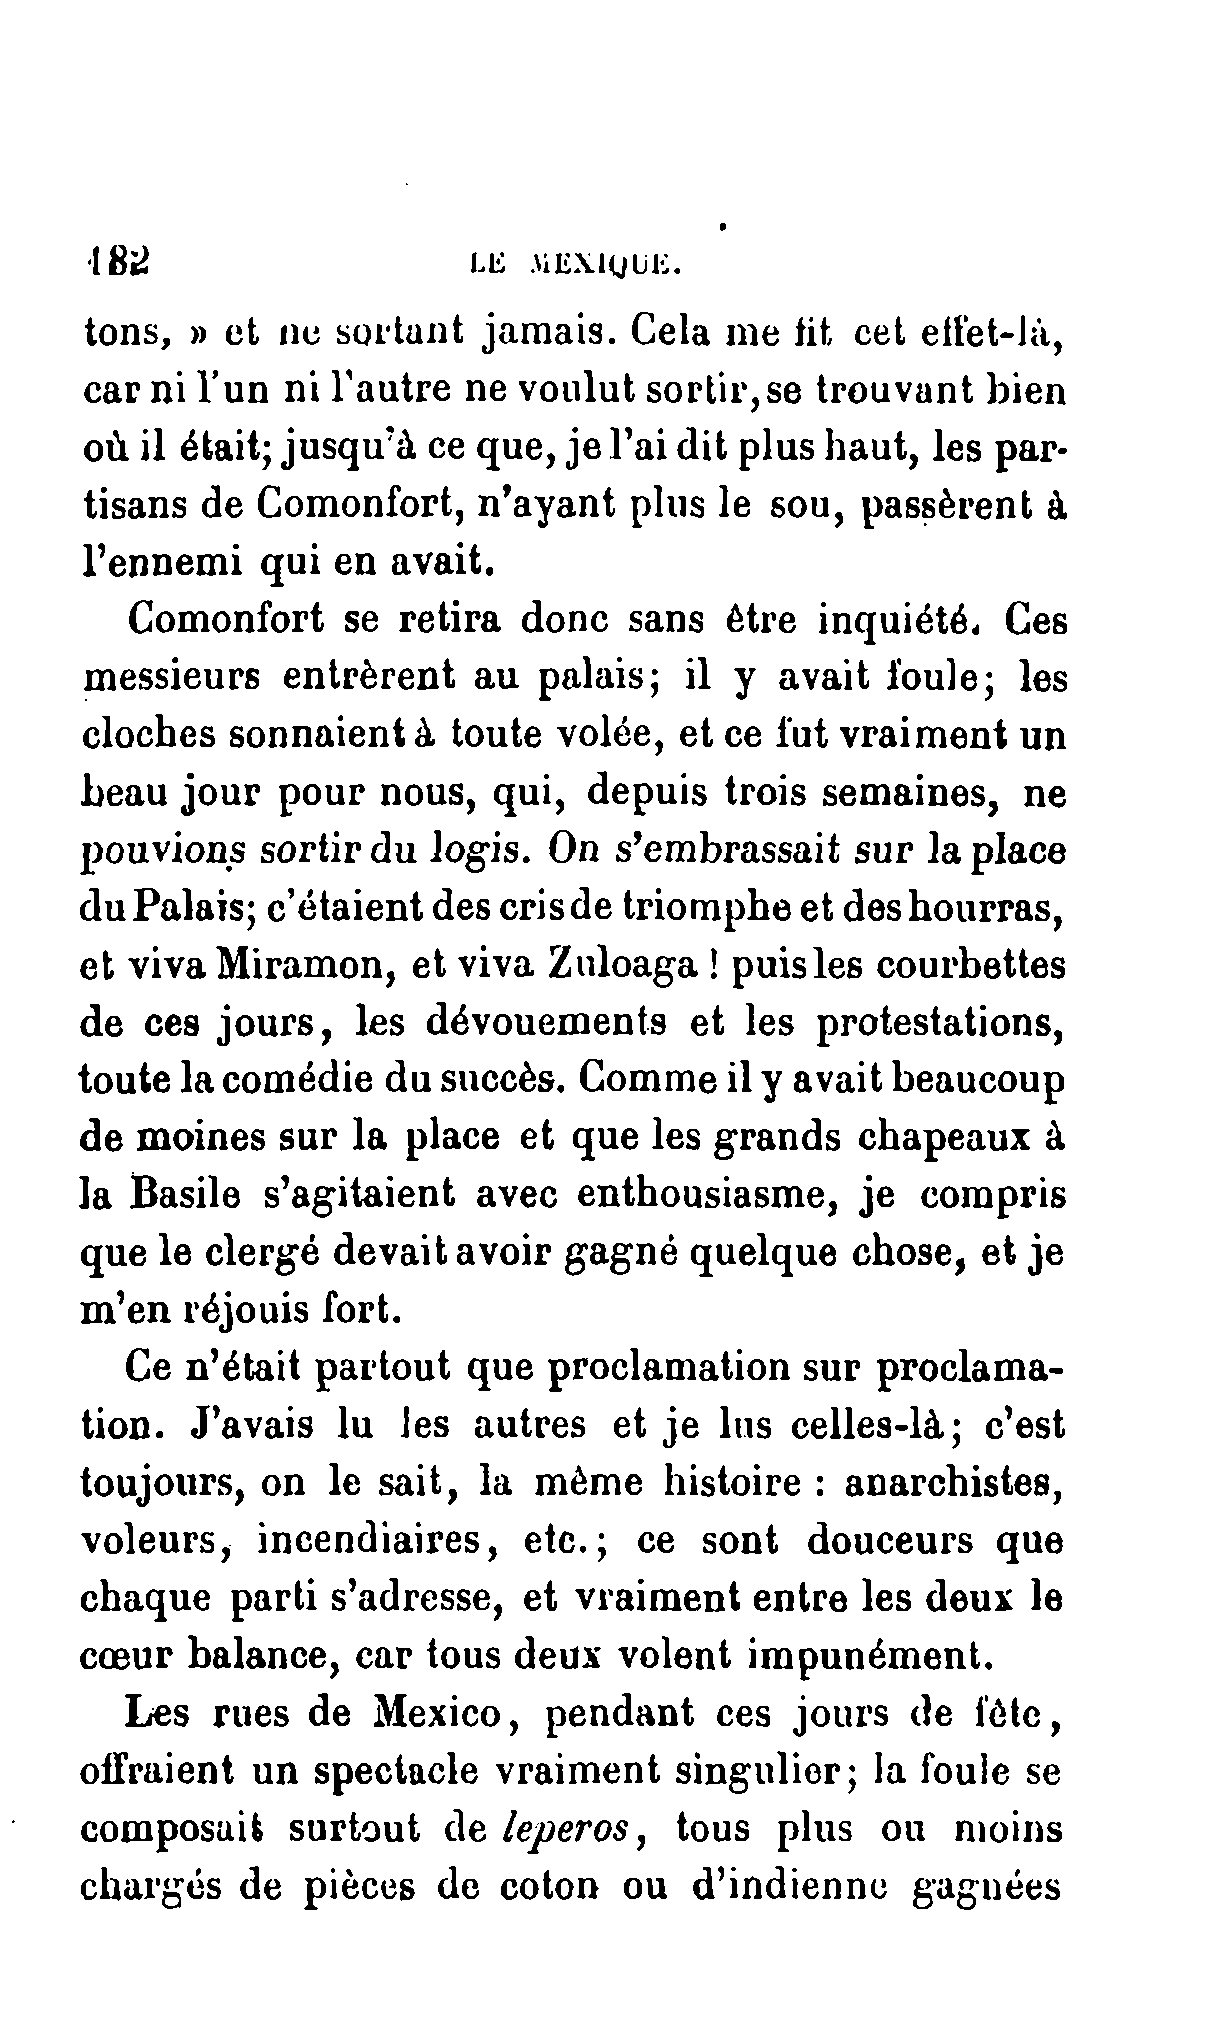 182 LE MEXIQUE.
tons, » et ne sortant jamais. Cela me fit cet effet-là,
car ni l'un ni l'autre ne voulut sortir, se trouvant bien
où il était; jusqu'à ce que, je l'ai dit plus haut, les par-
tisans de Comonfort, n'ayant plus le sou, passèrent à
l'ennemi qui en avait.
Comonfort se retira donc sans être inquiété. Ces
messieurs entrèrent au palais; il y avait foule; les
cloches sonnaient à toute volée, et ce fut vraiment un
beau jour pour nous, qui, depuis trois semaines, ne
pouvions sortir du logis. On s'embrassait sur la place
du Palais; c'étaient des cris de triomphe et des hourras,
et viva Miramon, et viva Zuloaga ! puis les courbettes
de ces jours, les dévouements et les protestations,
toute la comédie du succès. Comme il y avait beaucoup
de moines sur la place et que les grands chapeaux à
la Basile s'agitaient avec enthousiasme, je compris
que le clergé devait avoir gagné quelque chose, et je
m'en réjouis fort.
Ce n'était partout que proclamation sur proclama-
tion. J'avais lu les autres et je lus celles-là; c'est
toujours, on le sait, la même histoire : anarchistes,
voleurs, incendiaires, etc.; ce sont douceurs que
chaque parti s'adresse, et vraiment entre les deux le
cœur balance, car tous deux volent impunément.
Les rues de Mexico, pendant ces jours de fête,
offraient un spectacle vraiment singulier; la foule se
composait surtout de leperos, tous plus ou moins
chargés de pièces de coton ou d'indienne gagnées